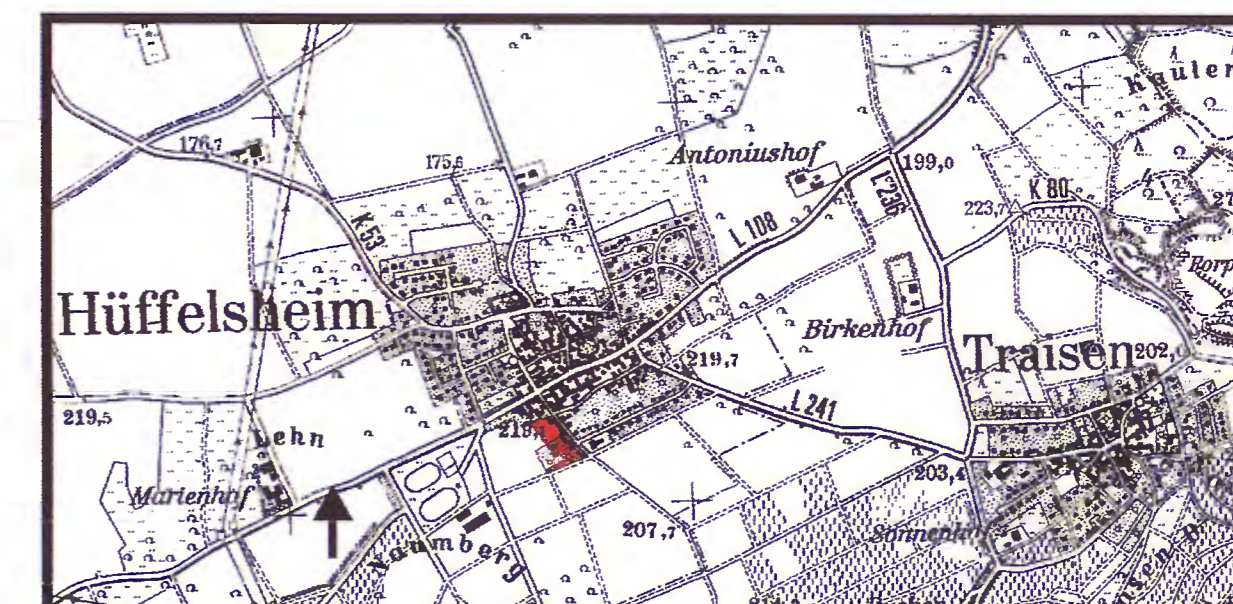 Kauler
176,7
175,6
Antoniushof
199,0
K 80
L 236
223,7
K 53
L 108
Hüffelsheim
Birkenhof
219,7
Traisen
202,
L 241
219,5
Lehn
203,4
Marienhof
207,7
Naumberg